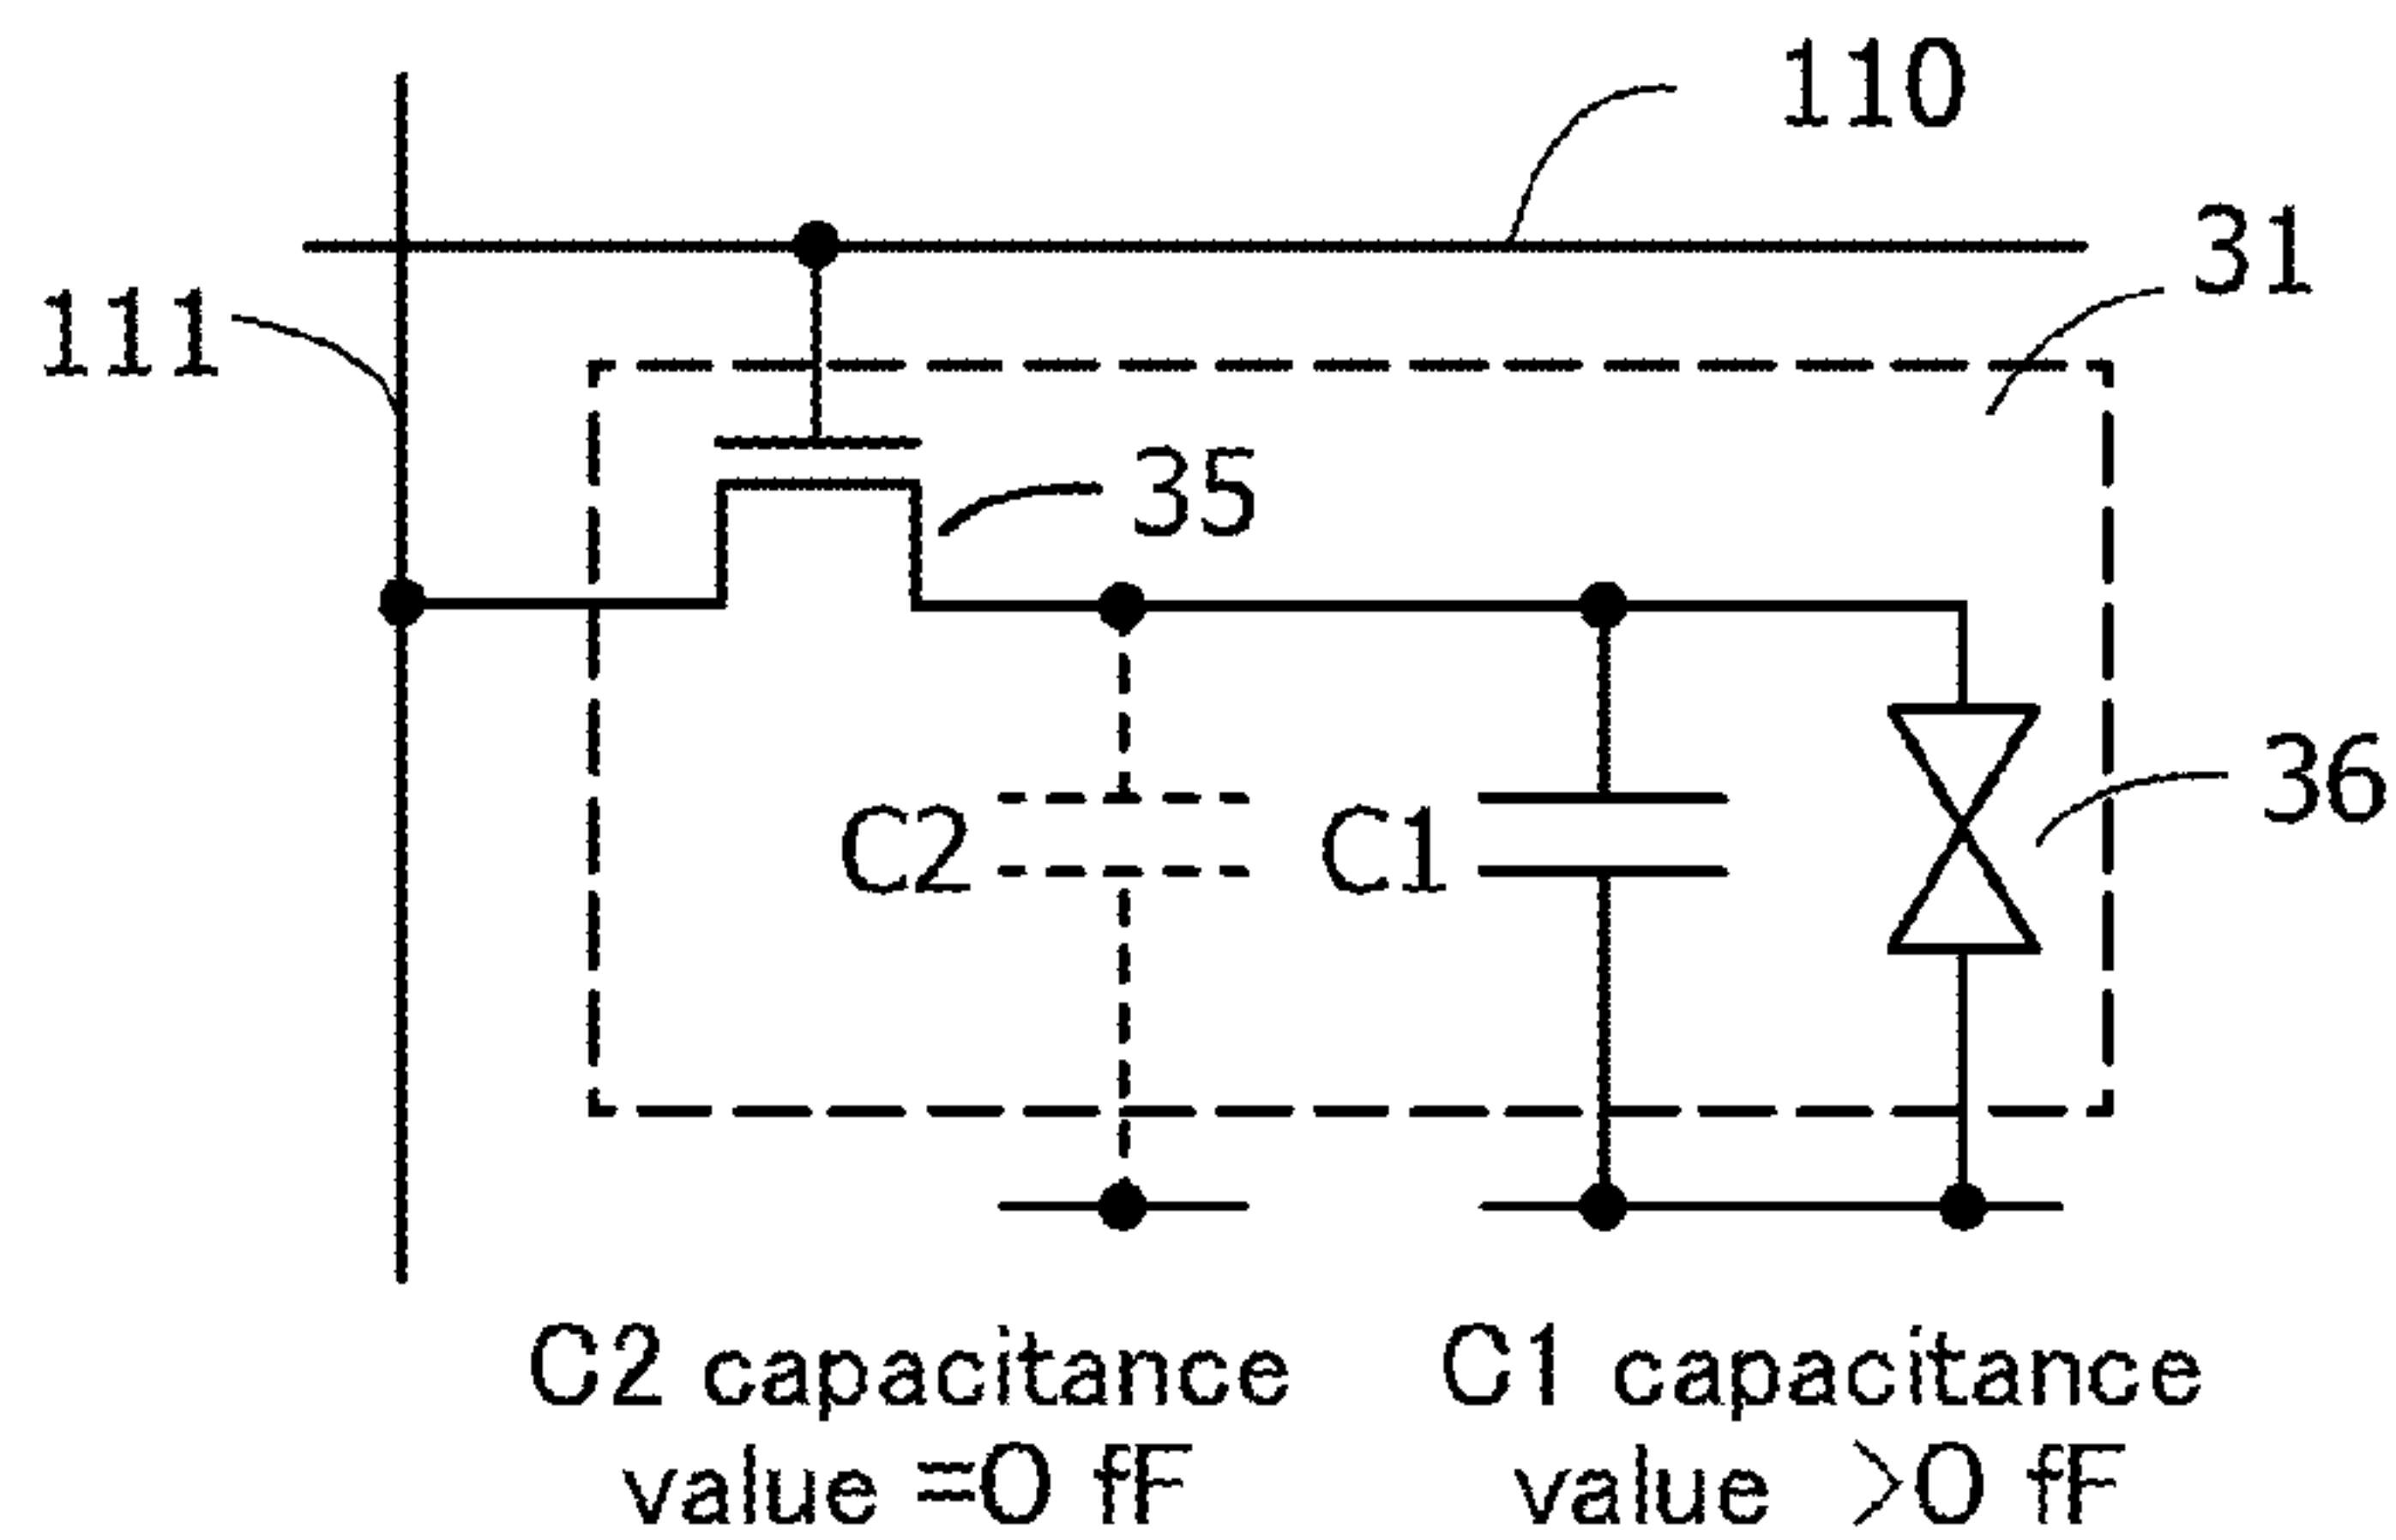 110
31
111
35
36
C2
C1
C2 capacitance
value =0 fF
C1 capacitance
value >0 fF